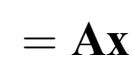 = Ax